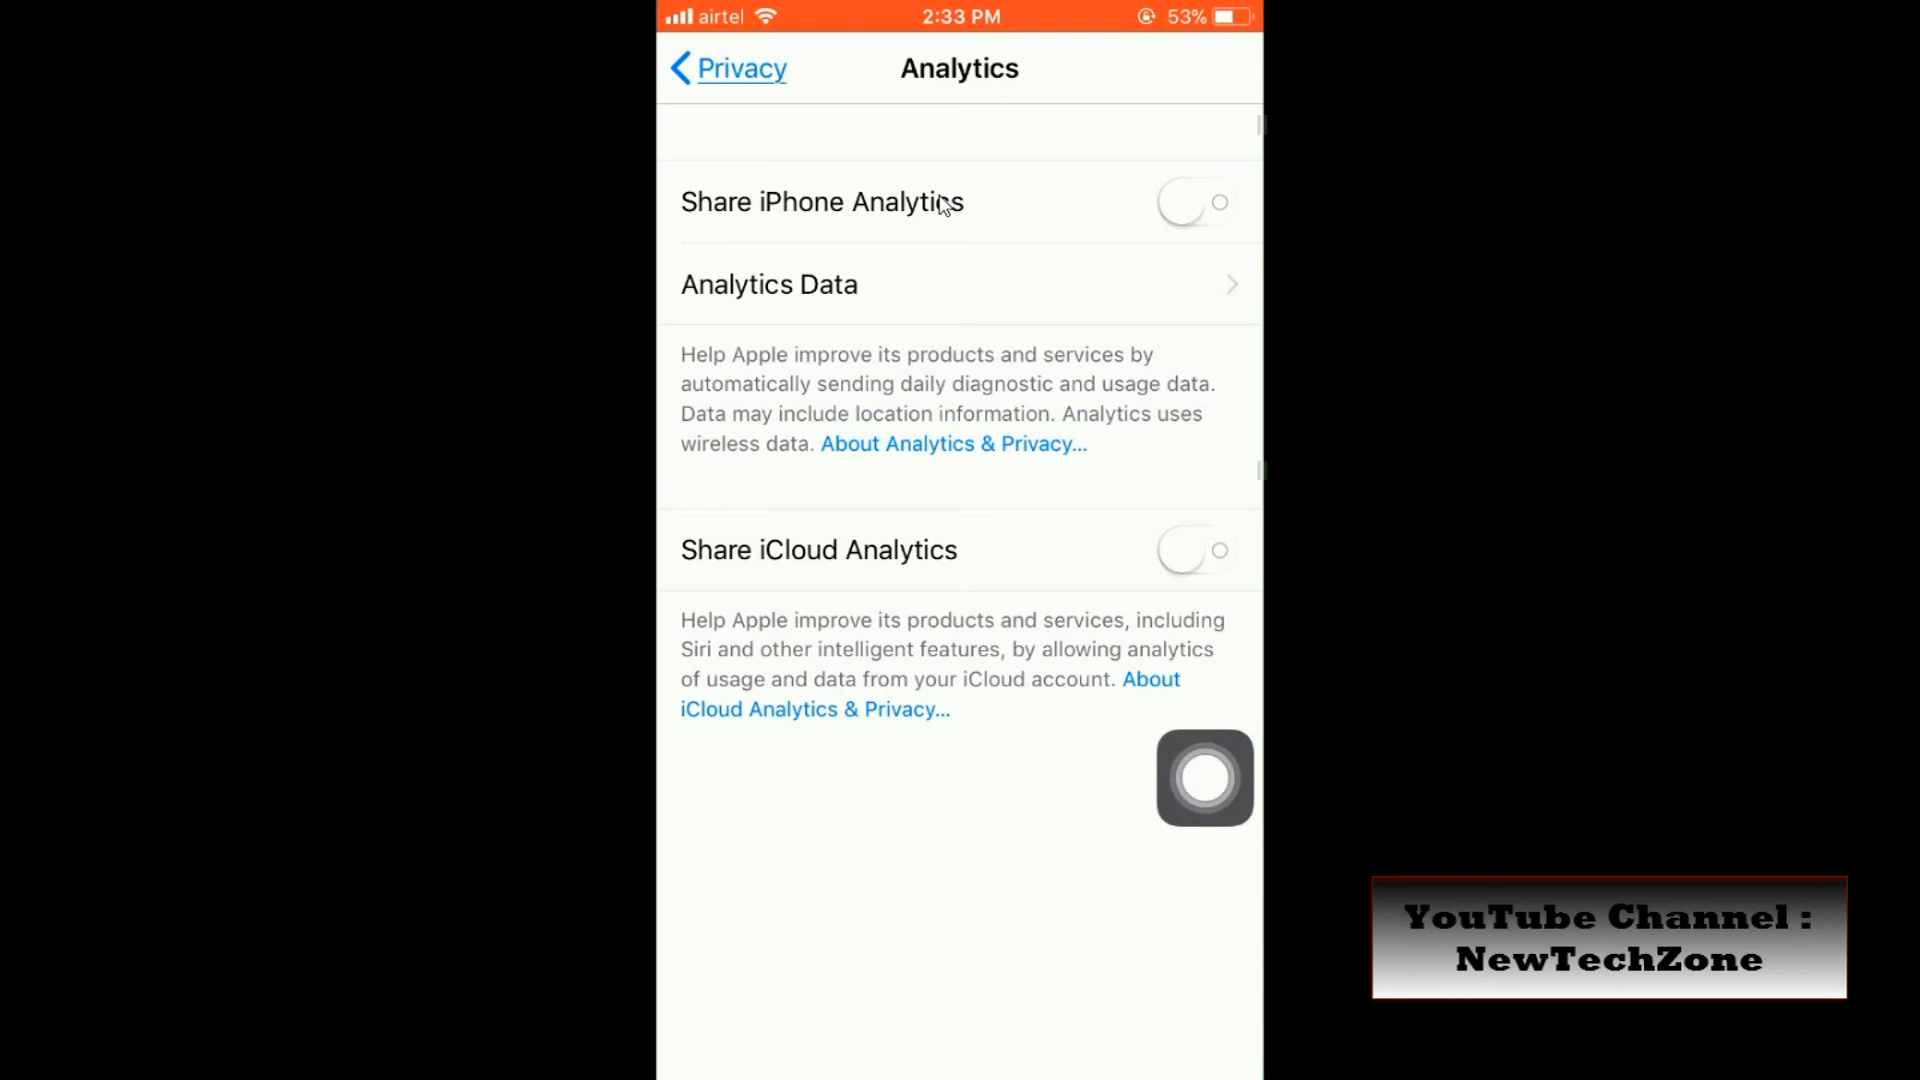 airtel 2:33 PM 53%
Privacy Analytics
Share iPhone Analytics
Analytics Data
Help Apple improve its products and services by
automatically sending daily diagnostic and usage data.
Data may include location information. Analytics uses
wireless data. About Analytics & Privacy...
Share iCloud Analytics
Help Apple improve its products and services, including
Siri and other intelligent features, by allowing analytics
of usage and data from your iCloud account. About
iCloud Analytics & Privacy...
YouTube Channel :
NewTechZone